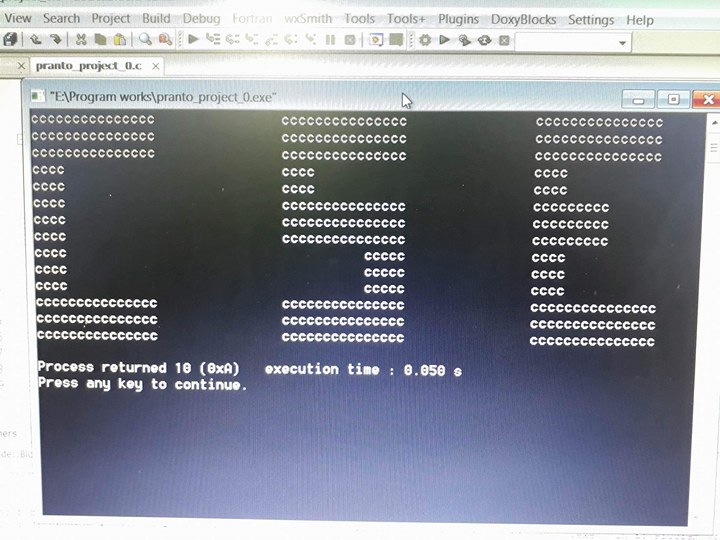 View Search Project Build Debug Fortran wxSmith Tools Tools+ Plugins DoxyBlocks Settings Help
pranto_project_0.c
"E:\Program works\pranto_project_0.exe"
ccccccccccccccc ccccccccccccccc ccccccccccccccc
ccccccccccccccc ccccccccccccccc ccccccccccccccc
ccccccccccccccc ccccccccccccccc ccccccccccccccc
cccc cccc cccc
cccc cccc cccc
cccc ccccccccccccccc ccccccccc
cccc ccccccccccccccc ccccccccc
cccc ccccccccccccccc ccccccccc
cccc ccccc cccc
cccc ccccc cccc
cccc ccccc cccc
ccccccccccccccc ccccccccccccccc ccccccccccccccc
ccccccccccccccc ccccccccccccccc ccccccccccccccc
ccccccccccccccc ccccccccccccccc ccccccccccccccc
Process returned 10 (0xA) execution time : 0.050 s
Press any key to continue.